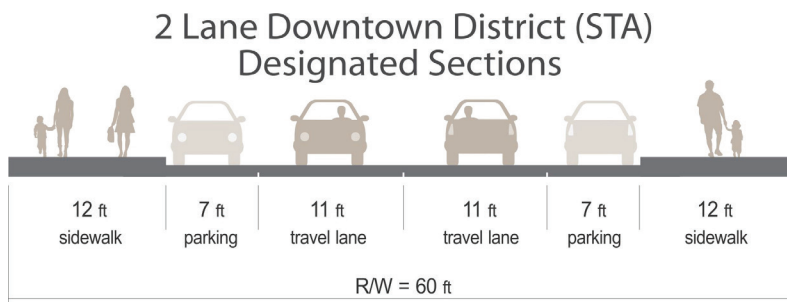 2 Lane Downtown District (STA)
Designated Sections
12 ft
sidewalk
7 ft
parking
11 ft
travel lane
11 ft
travel lane
7 ft
parking
12 ft
sidewalk
R/W = 60 ft